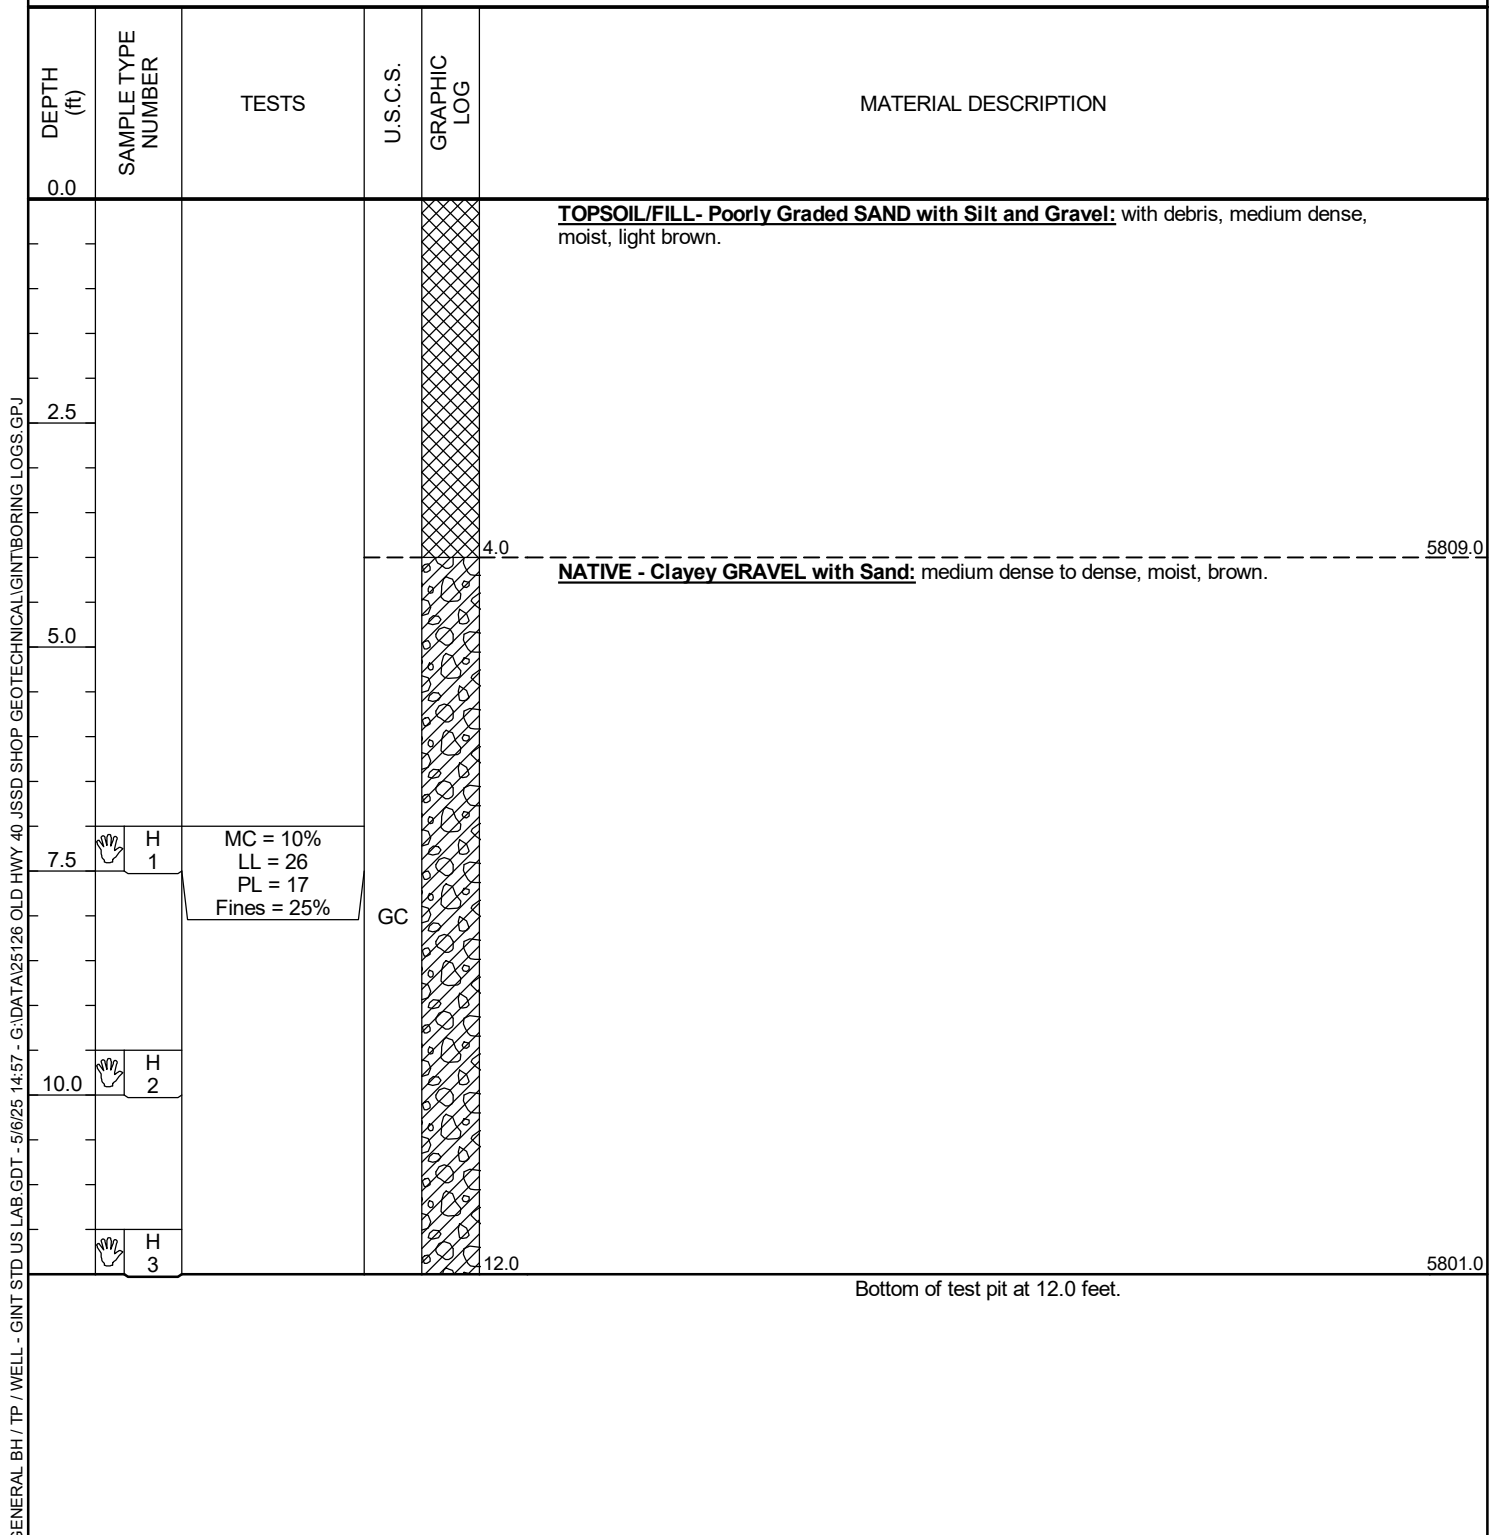 DEPTH
(ft)
0.0
SAMPLE TYPE
NUMBER
TESTS
U.S.C.S.
GRAPHIC
LOG
MATERIAL DESCRIPTION
TOPSOIL/FILL- Poorly Graded SAND with Silt and Gravel: with debris, medium dense,
moist, light brown.
2.5
4.0 5809.0
NATIVE - Clayey GRAVEL with Sand: medium dense to dense, moist, brown.
5.0
7.5
H
1
MC = 10%
LL = 26
PL = 17
Fines = 25%
GC
10.0
H
2
H
3
12.0 5801.0
Bottom of test pit at 12.0 feet.
GENERAL BH / TP / WELL - GINT STD US LAB.GDT - 5/6/25 14:57 - G:\DATA\25126 OLD HWY 40 JSSD SHOP GEOTECHNICAL\GINT\BORING LOGS.GPJ